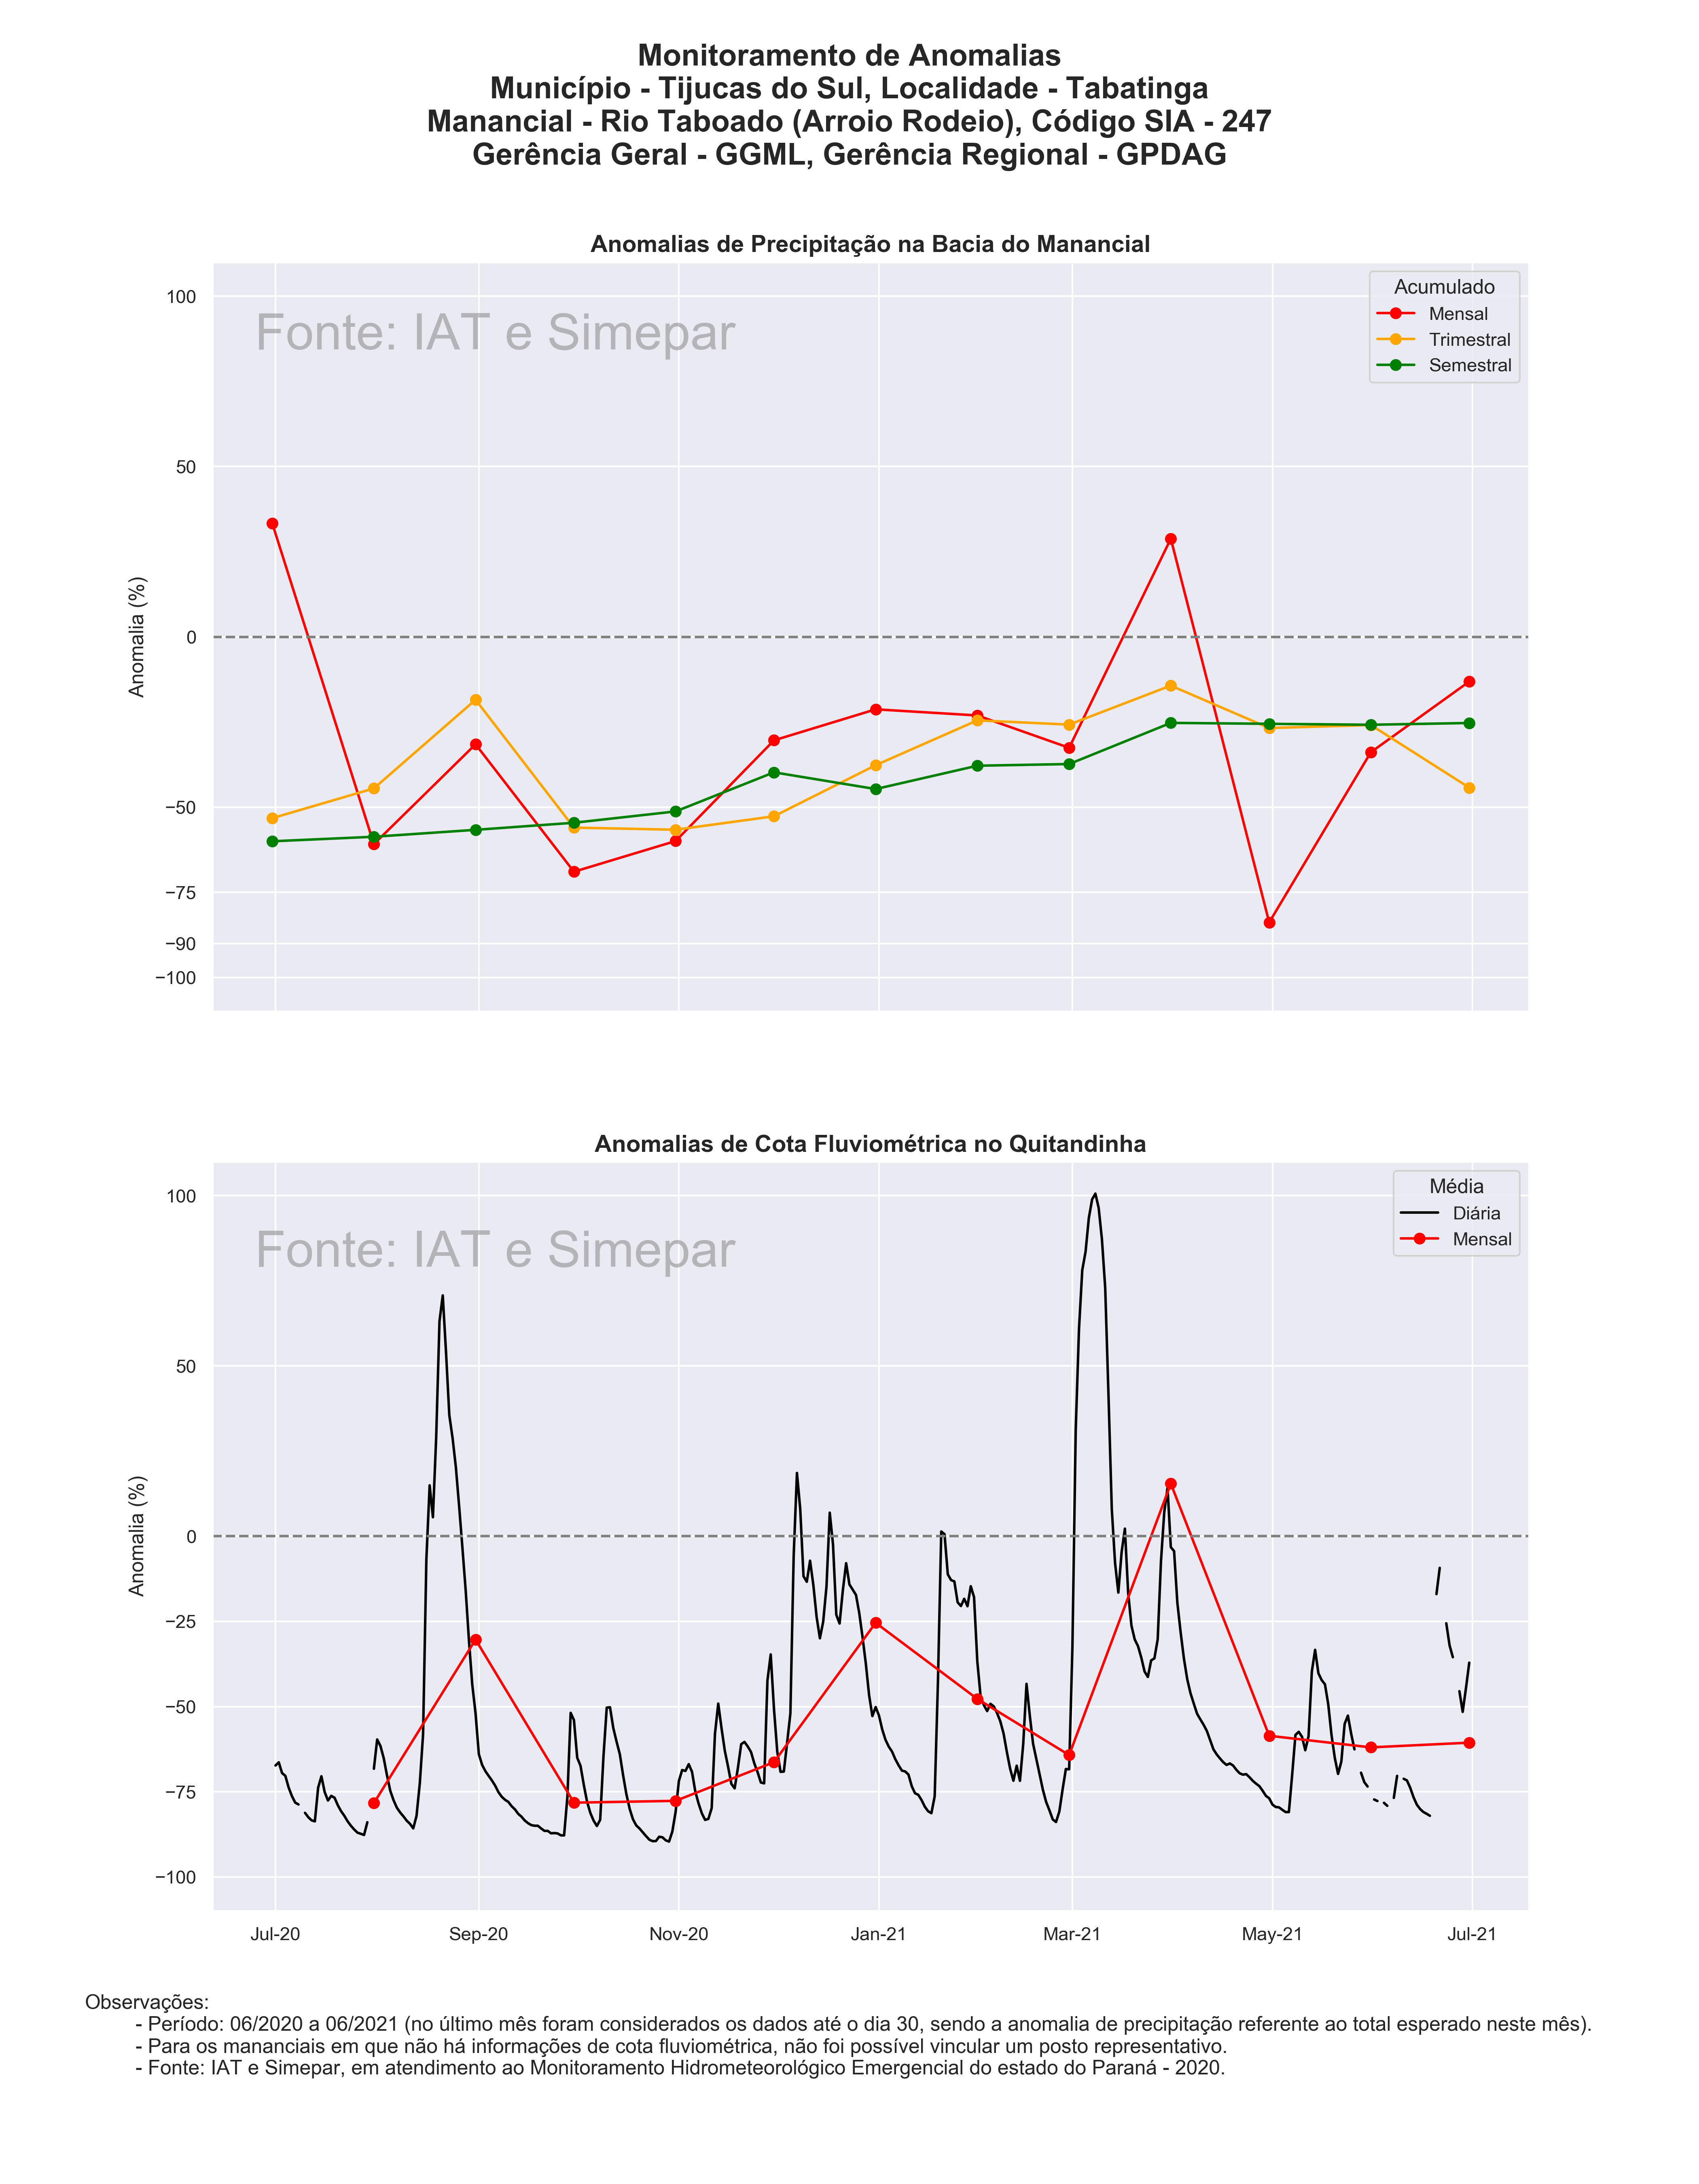 Monitoramento de Anomalias
Município - Tijucas do Sul, Localidade - Tabatinga
Manancial - Rio Taboado (Arroio Rodeio), Código SIA - 247
Gerência Geral - GGML, Gerência Regional - GPDAG
Anomalias de Precipitação na Bacia do Manancial
Fonte: IAT e Simepar
Acumulado
Mensal
Trimestral
Semestral
Anomalia (%)
100
50
0
−50
−75
−90
−100
Anomalias de Cota Fluviométrica no Quitandinha
Fonte: IAT e Simepar
Média
Diária
Mensal
Anomalia (%)
100
50
0
−25
−50
−75
−100
Jul-20 Sep-20 Nov-20 Jan-21 Mar-21 May-21 Jul-21
Observações:
- Período: 06/2020 a 06/2021 (no último mês foram considerados os dados até o dia 30, sendo a anomalia de precipitação referente ao total esperado neste mês).
- Para os mananciais em que não há informações de cota fluviométrica, não foi possível vincular um posto representativo.
- Fonte: IAT e Simepar, em atendimento ao Monitoramento Hidrometeorológico Emergencial do estado do Paraná - 2020.